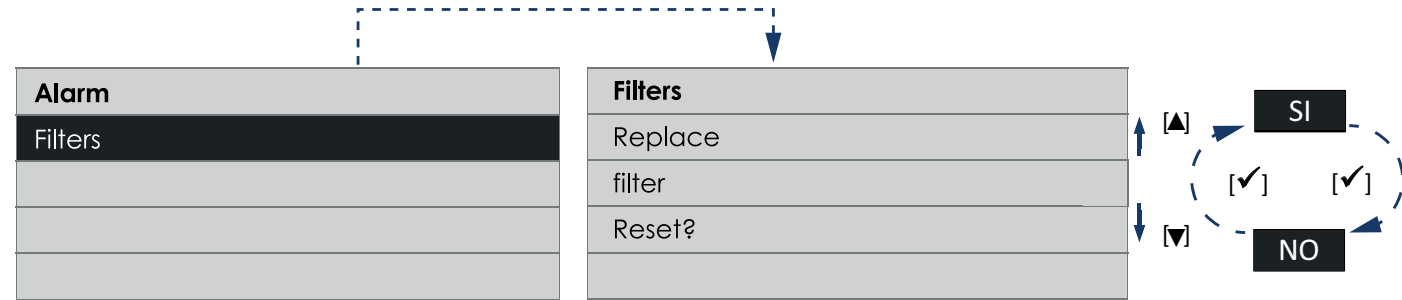 Alarm
Filters
Filters
Replace
filter
Reset?
[▲]
[▼]
SI
[✓] [✓]
NO